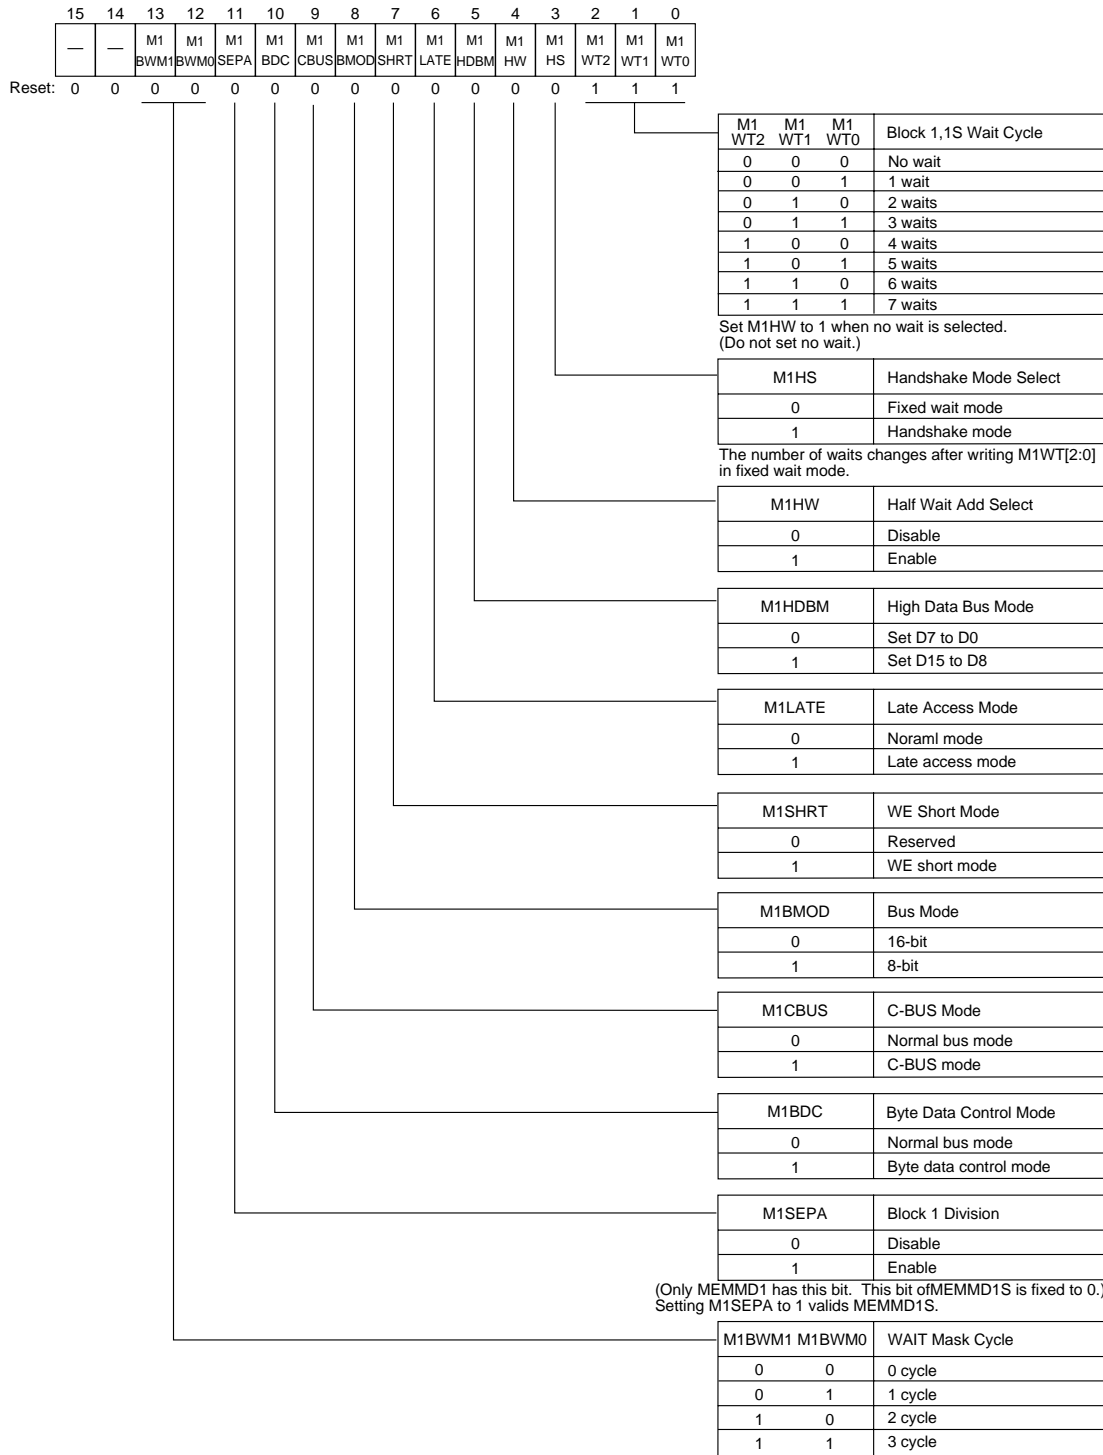 15 14 13 12 11 10 9 8 7 6 5 4 3 2 1 0
— — M1 M1 M1 M1 M1 M1 M1 M1 M1 M1 M1 M1 M1 M1
BWM1 BWM0 SEPA BDC CBUS BMOD SHRT LATE HDBM HW HS WT2 WT1 WT0
Reset: 0 0 0 0 0 0 0 0 0 0 0 0 0 1 1 1
M1 M1 M1
WT2 WT1 WT0 Block 1,1S Wait Cycle
0 0 0 No wait
0 0 1 1 wait
0 1 0 2 waits
0 1 1 3 waits
1 0 0 4 waits
1 0 1 5 waits
1 1 0 6 waits
1 1 1 7 waits
Set M1HW to 1 when no wait is selected.
(Do not set no wait.)
M1HS Handshake Mode Select
0 Fixed wait mode
1 Handshake mode
The number of waits changes after writing M1WT[2:0]
in fixed wait mode.
M1HW Half Wait Add Select
0 Disable
1 Enable
M1HDBM High Data Bus Mode
0 Set D7 to D0
1 Set D15 to D8
M1LATE Late Access Mode
0 Noraml mode
1 Late access mode
M1SHRT WE Short Mode
0 Reserved
1 WE short mode
M1BMOD Bus Mode
0 16-bit
1 8-bit
M1CBUS C-BUS Mode
0 Normal bus mode
1 C-BUS mode
M1BDC Byte Data Control Mode
0 Normal bus mode
1 Byte data control mode
M1SEPA Block 1 Division
0 Disable
1 Enable
(Only MEMMD1 has this bit. This bit ofMEMMD1S is fixed to 0.)
Setting M1SEPA to 1 valids MEMMD1S.
M1BWM1 M1BWM0 WAIT Mask Cycle
0 0 0 cycle
0 1 1 cycle
1 0 2 cycle
1 1 3 cycle